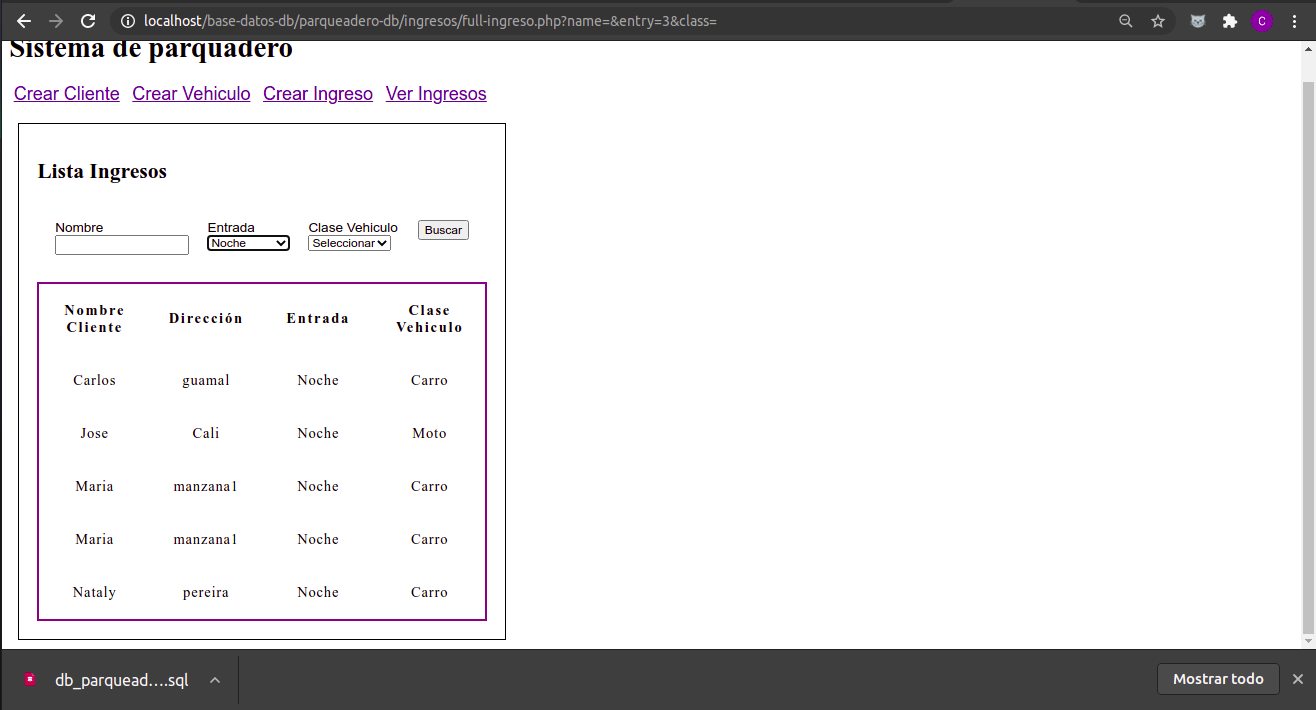 localhost/base-datos-db/parqueadero-db/ingresos/full-ingreso.php?name=&entry=3&class=
C
Sistema de parquadero
Crear Cliente Crear Vehiculo Crear Ingreso Ver Ingresos
Lista Ingresos
Nombre Entrada Clase Vehiculo Buscar
Noche Seleccionar
Nombre Cliente Dirección Entrada Clase Vehiculo
Carlos guamal Noche Carro
Jose Cali Noche Moto
Maria manzana1 Noche Carro
Maria manzana1 Noche Carro
Nataly pereira Noche Carro
db_parquead....sql Mostrar todo